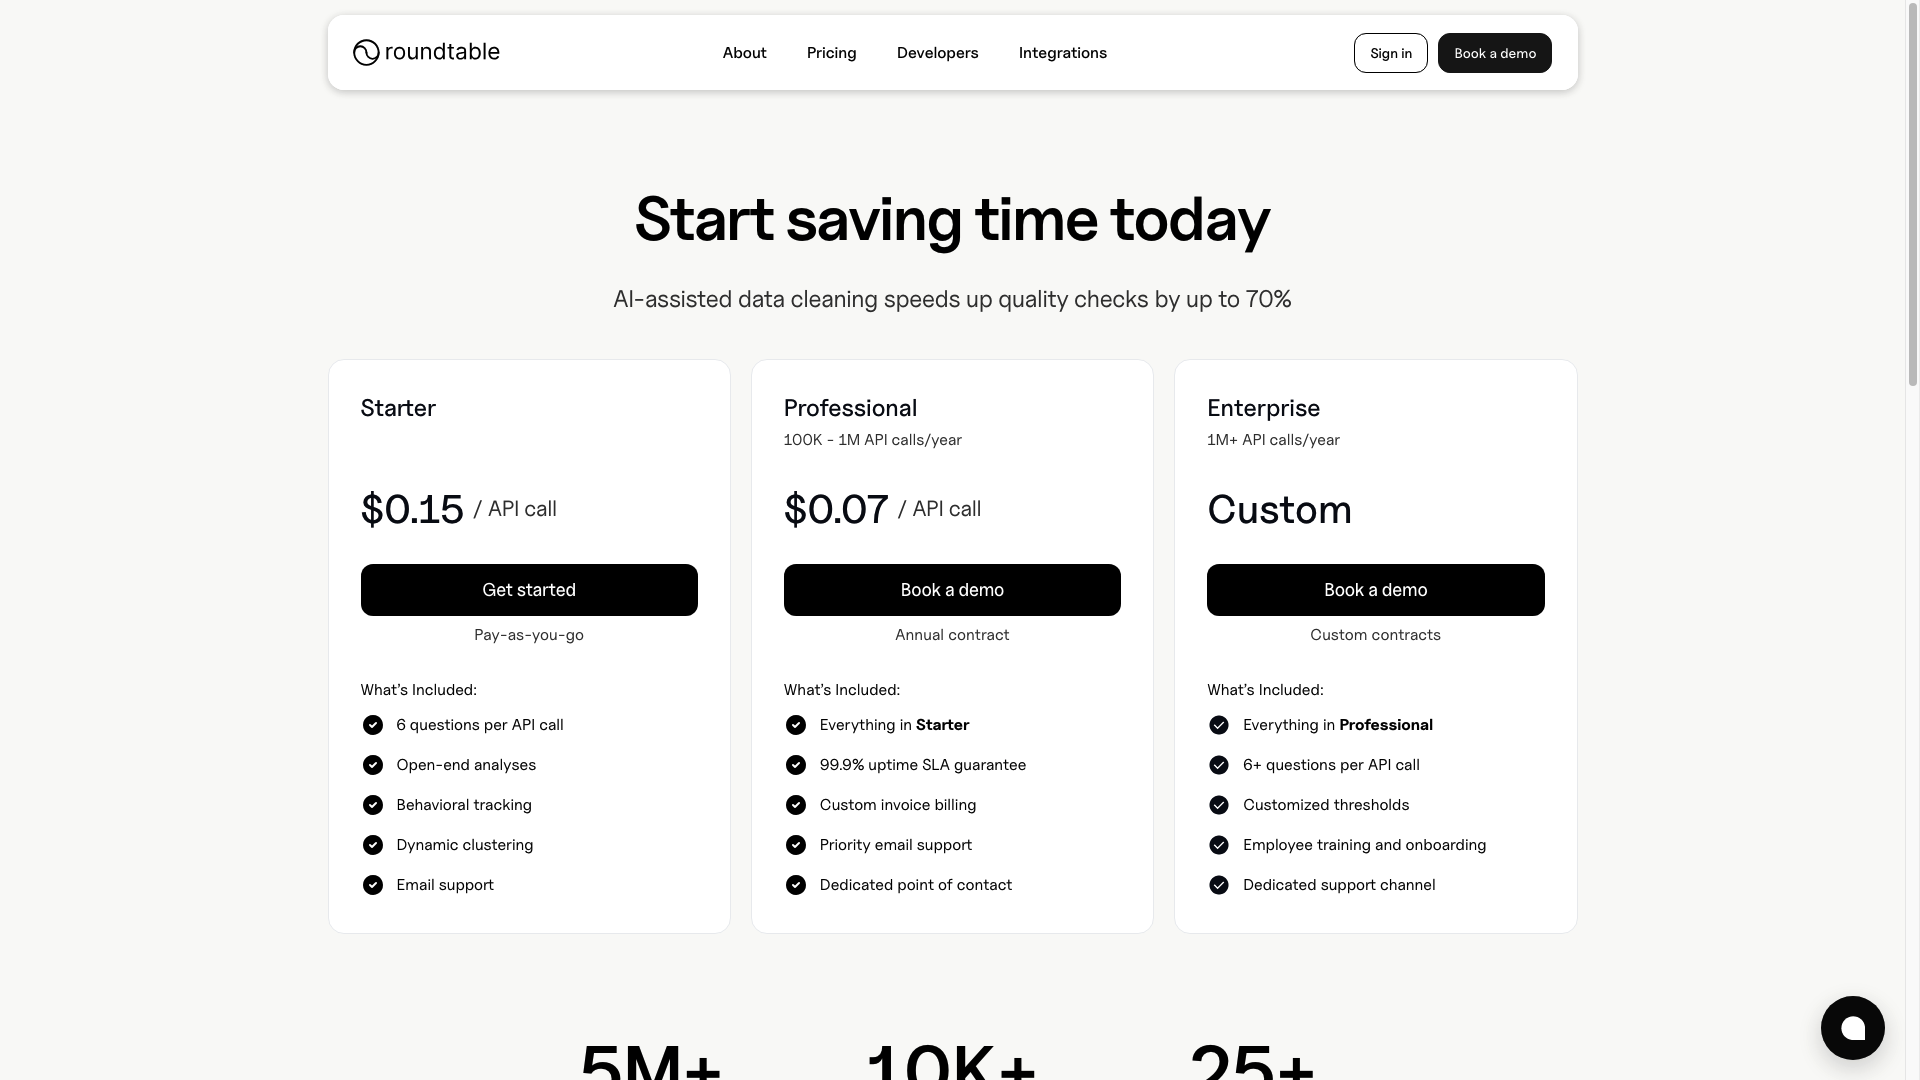 roundtable
About
Pricing
Developers
Integrations
Sign in
Book a demo
Start saving time today
AI-assisted data cleaning speeds up quality checks by up to 70%
Starter
$0.15 / API call
Get started
Pay-as-you-go
What's Included:
6 questions per API call
Open-end analyses
Behavioral tracking
Dynamic clustering
Email support
Professional
100K - 1M API calls/year
$0.07 / API call
Book a demo
Annual contract
What's Included:
Everything in Starter
99.9% uptime SLA guarantee
Custom invoice billing
Priority email support
Dedicated point of contact
Enterprise
1M+ API calls/year
Custom
Book a demo
Custom contracts
What's Included:
Everything in Professional
6+ questions per API call
Customized thresholds
Employee training and onboarding
Dedicated support channel
5M+
10K+
25+